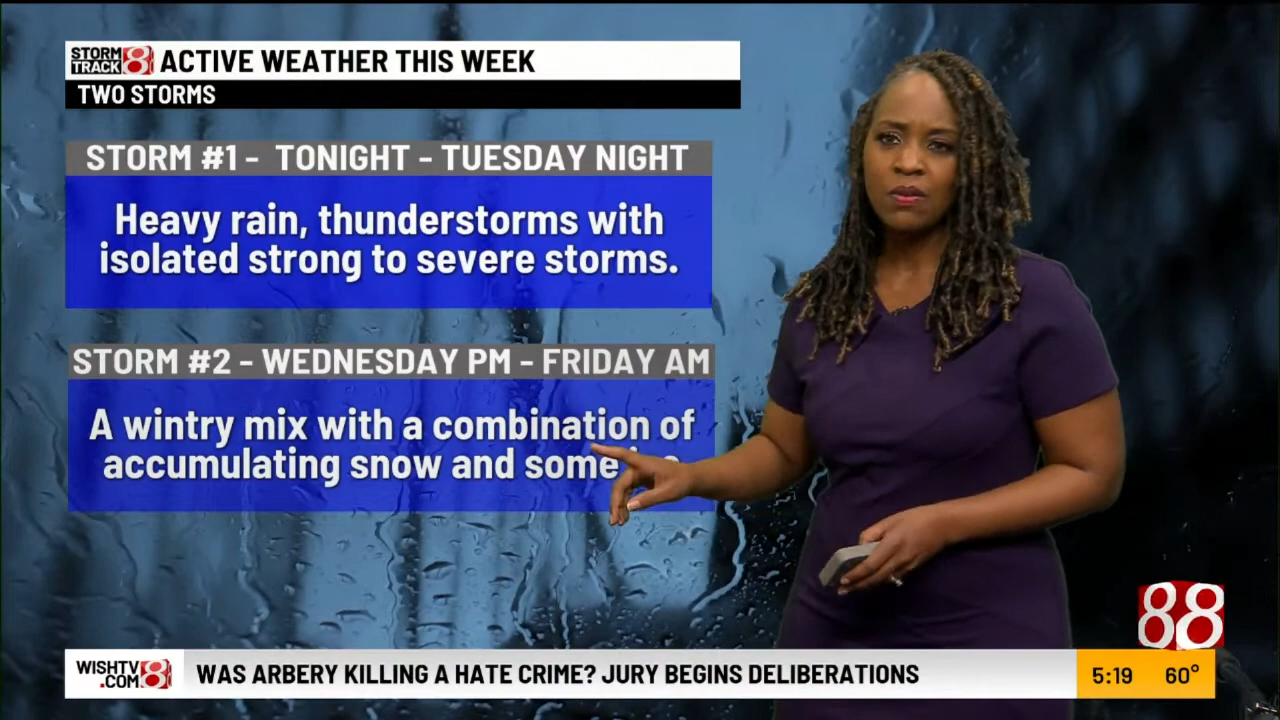 STORM TRACK 8 ACTIVE WEATHER THIS WEEK
TWO STORMS
STORM #1 - TONIGHT - TUESDAY NIGHT
Heavy rain, thunderstorms with
isolated strong to severe storms.
STORM #2 - WEDNESDAY PM - FRIDAY AM
A wintry mix with a combination of
accumulating snow and some
88
WISHTV.COM 8 WAS ARBERY KILLING A HATE CRIME? JURY BEGINS DELIBERATIONS 5:19 60°